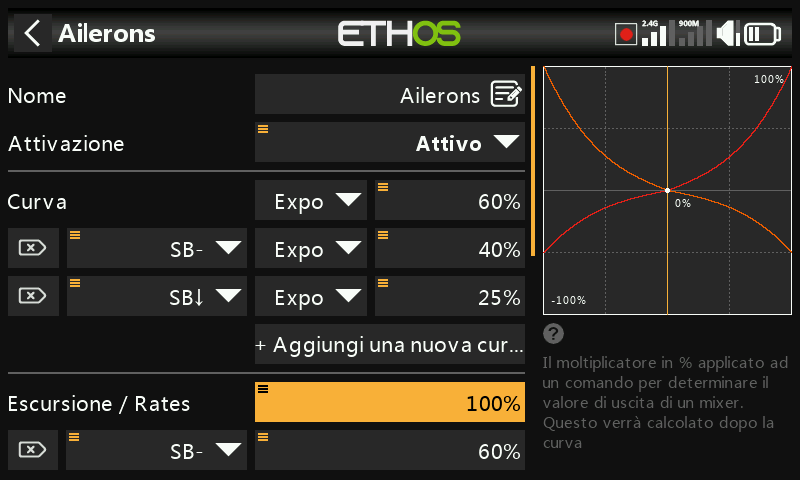 Ailerons
ETHOS
2.4G
900M
Nome
Ailerons
Attivazione
Attivo
Curva
Expo
60%
SB-
Expo
40%
SB↓
Expo
25%
+ Aggiungi una nuova cur...
Escursione / Rates
100%
SB-
60%
100%
0%
-100%
?
Il moltiplicatore in % applicato ad
un comando per determinare il
valore di uscita di un mixer.
Questo verrà calcolato dopo la
curva